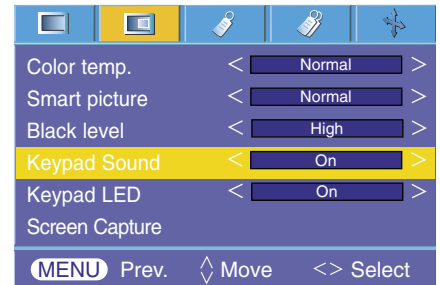 Color temp. < Normal >
Smart picture < Normal >
Black level < High >
Keypad Sound < On >
Keypad LED < On >
Screen Capture
MENU Prev. Move <> Select